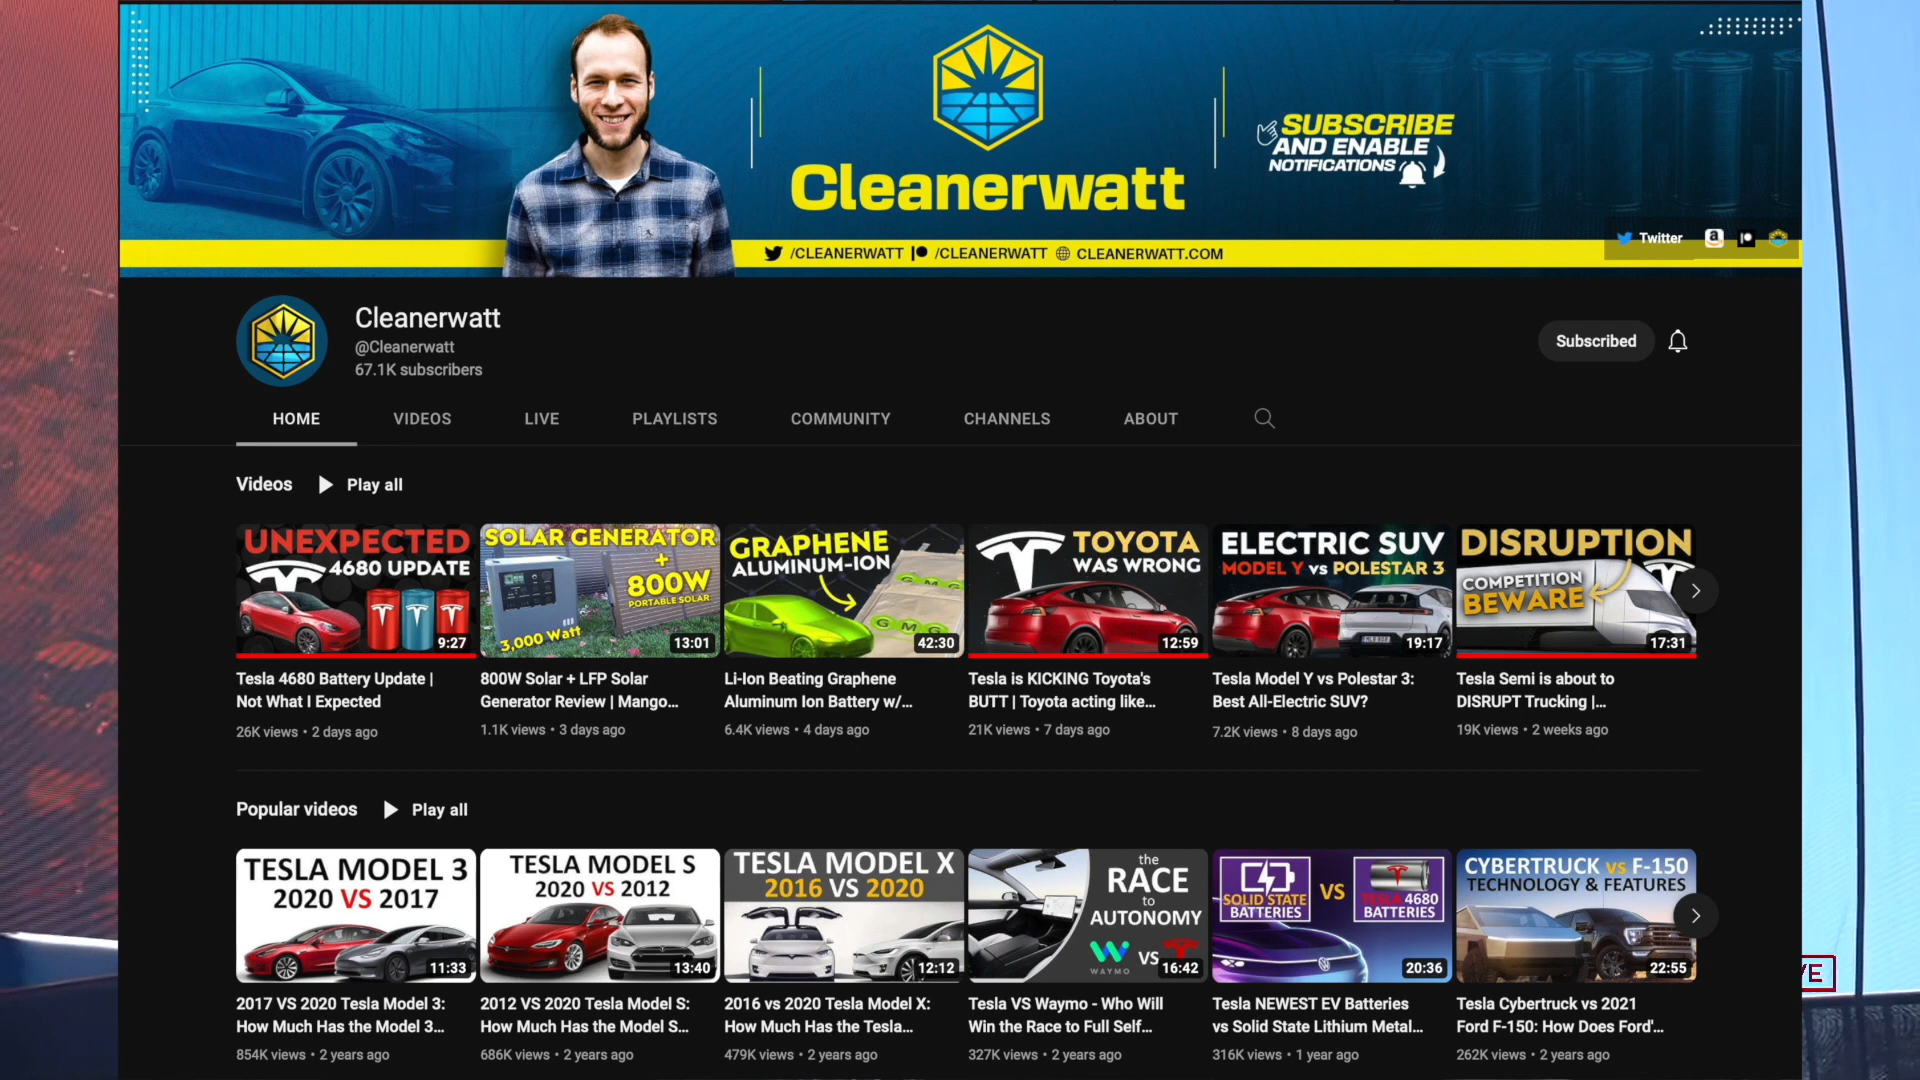 Cleanerwatt
SUBSCRIBE
AND ENABLE
NOTIFICATIONS
/CLEANERWATT /CLEANERWATT CLEANERWATT.COM
Twitter
Cleanerwatt
@Cleanerwatt
67.1K subscribers
Subscribed
HOME VIDEOS LIVE PLAYLISTS COMMUNITY CHANNELS ABOUT
Videos Play all
UNEXPECTED
4680 UPDATE
9:27
SOLAR GENERATOR
+
800W
PORTABLE SOLAR
3,000 Watt
13:01
GRAPHENE
ALUMINUM-ION
GMG
GMG
42:30
TOYOTA
WAS WRONG
12:59
ELECTRIC SUV
MODEL Y vs POLESTAR 3
19:17
DISRUPTION
COMPETITION
BEWARE
17:31
Tesla 4680 Battery Update |
Not What I Expected
26K views • 2 days ago
800W Solar + LFP Solar
Generator Review | Mango...
1.1K views • 3 days ago
Li-Ion Beating Graphene
Aluminum Ion Battery w/...
6.4K views • 4 days ago
Tesla is KICKING Toyota's
BUTT | Toyota acting like...
21K views • 7 days ago
Tesla Model Y vs Polestar 3:
Best All-Electric SUV?
7.2K views • 8 days ago
Tesla Semi is about to
DISRUPT Trucking |...
19K views • 2 weeks ago
Popular videos Play all
TESLA MODEL 3
2020 VS 2017
11:33
TESLA MODEL S
2020 VS 2012
13:40
TESLA MODEL X
2016 VS 2020
12:12
the
RACE
to
AUTONOMY
WAYMO VS
16:42
SOLID STATE
BATTERIES
VS
TESLA 4680
BATTERIES
20:36
CYBERTRUCK VS F-150
TECHNOLOGY & FEATURES
22:55
2017 VS 2020 Tesla Model 3:
How Much Has the Model 3...
854K views • 2 years ago
2012 VS 2020 Tesla Model S:
How Much Has the Model S...
686K views • 2 years ago
2016 vs 2020 Tesla Model X:
How Much Has the Tesla...
479K views • 2 years ago
Tesla VS Waymo - Who Will
Win the Race to Full Self...
327K views • 2 years ago
Tesla NEWEST EV Batteries
vs Solid State Lithium Metal...
316K views • 1 year ago
Tesla Cybertruck vs 2021
Ford F-150: How Does Ford'...
262K views • 2 years ago